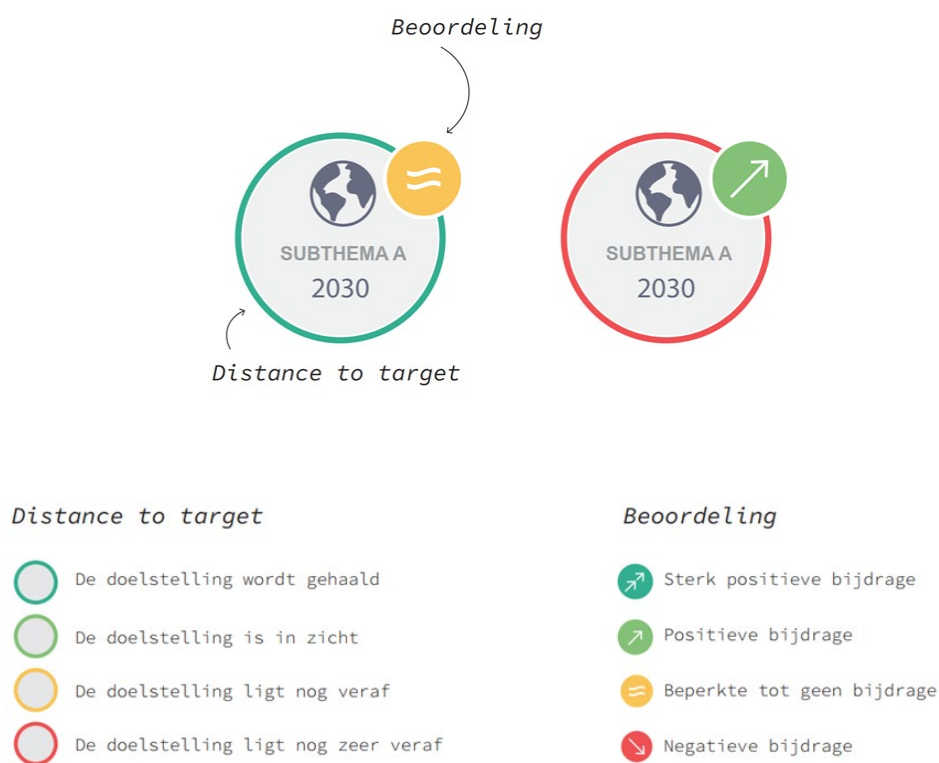 Beoordeling
SUBTHEMA A
2030
SUBTHEMA A
2030
Distance to target
Distance to target
De doelstelling wordt gehaald
De doelstelling is in zicht
De doelstelling ligt nog veraf
De doelstelling ligt nog zeer veraf
Beoordeling
Sterk positieve bijdrage
Positieve bijdrage
Beperkte tot geen bijdrage
Negatieve bijdrage